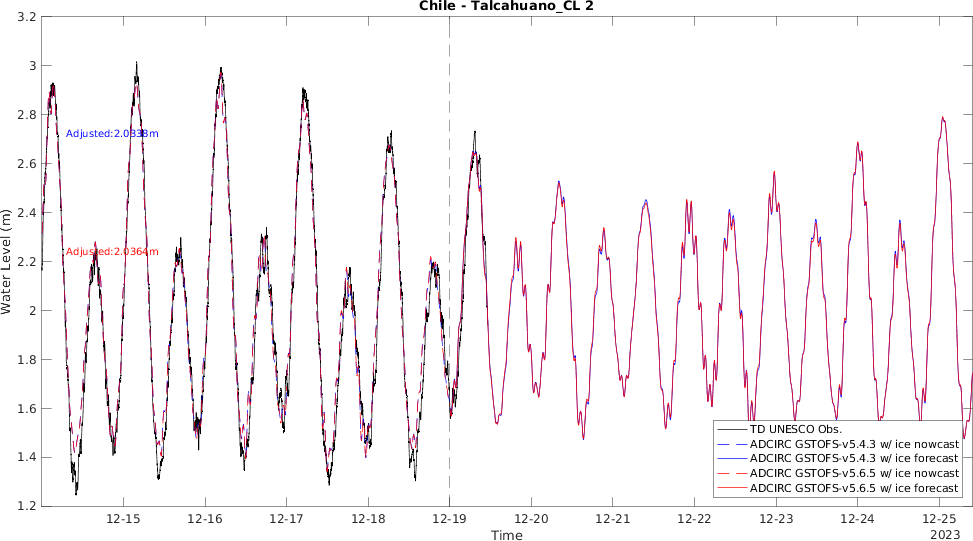 Chile - Talcahuano_CL 2
3.2
3
2.8
2.6
2.4
2.2
2
1.8
1.6
1.4
1.2
Water Level (m)
Adjusted:2.0338m
Adjusted:2.0364m
TD UNESCO Obs.
ADCIRC GSTOFS-v5.4.3 w/ ice nowcast
ADCIRC GSTOFS-v5.4.3 w/ ice forecast
ADCIRC GSTOFS-v5.6.5 w/ ice nowcast
ADCIRC GSTOFS-v5.6.5 w/ ice forecast
12-15 12-16 12-17 12-18 12-19 12-20 12-21 12-22 12-23 12-24 12-25
Time 2023